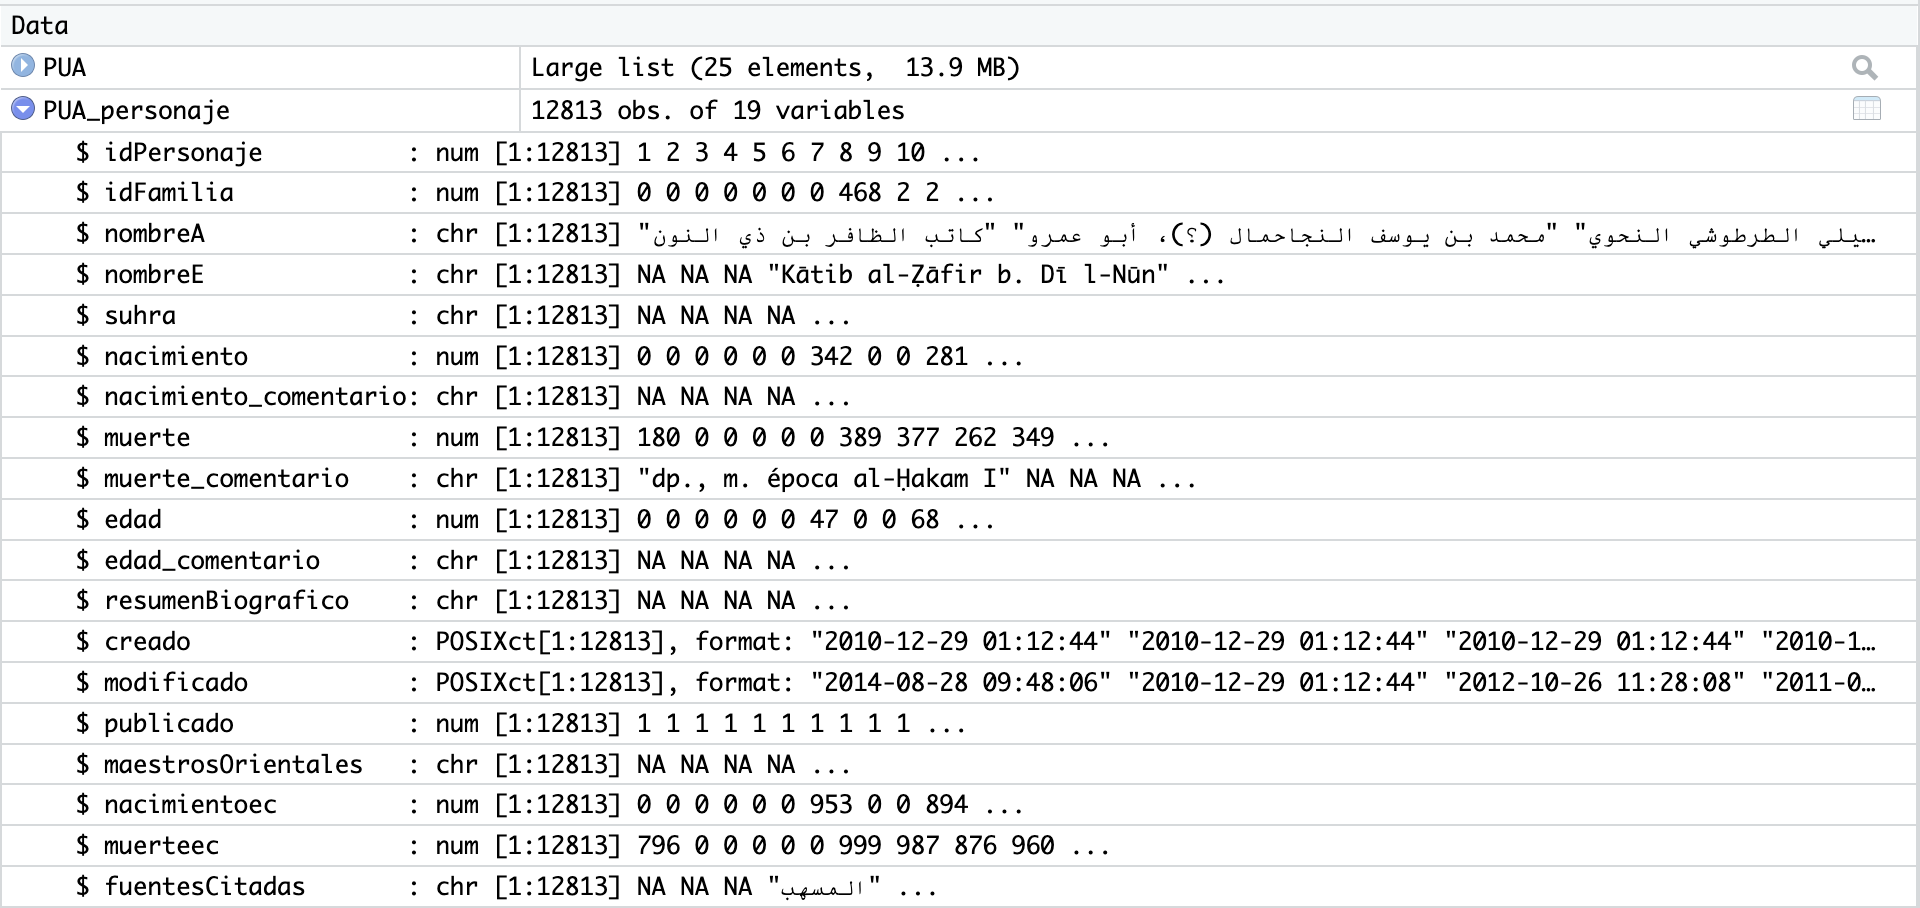 Data
PUA Large list (25 elements,  13.9 MB)
PUA_personaje 12813 obs. of 19 variables
$ idPersonaje : num [1:12813] 1 2 3 4 5 6 7 8 9 10 ...
$ idFamilia : num [1:12813] 0 0 0 0 0 0 0 468 2 2 ...
$ nombreA : chr [1:12813] "كاتب الظافر بن ذي النون" "محمد بن يوسف النجاحمال (؟)، أبو عمرو" "يلي الطرطوشي النحوي…
$ nombreE : chr [1:12813] NA NA NA "Kātib al-Ẓāfir b. Dī l-Nūn" ...
$ suhra : chr [1:12813] NA NA NA NA ...
$ nacimiento : num [1:12813] 0 0 0 0 0 0 342 0 0 281 ...
$ nacimiento_comentario: chr [1:12813] NA NA NA NA ...
$ muerte : num [1:12813] 180 0 0 0 0 0 389 377 262 349 ...
$ muerte_comentario : chr [1:12813] "dp., m. época al-Ḥakam I" NA NA NA ...
$ edad : num [1:12813] 0 0 0 0 0 0 47 0 0 68 ...
$ edad_comentario : chr [1:12813] NA NA NA NA ...
$ resumenBiografico : chr [1:12813] NA NA NA NA ...
$ creado : POSIXct[1:12813], format: "2010-12-29 01:12:44" "2010-12-29 01:12:44" "2010-12-29 01:12:44" "2010-1…
$ modificado : POSIXct[1:12813], format: "2014-08-28 09:48:06" "2010-12-29 01:12:44" "2012-10-26 11:28:08" "2011-0…
$ publicado : num [1:12813] 1 1 1 1 1 1 1 1 1 1 ...
$ maestrosOrientales : chr [1:12813] NA NA NA NA ...
$ nacimientoec : num [1:12813] 0 0 0 0 0 0 953 0 0 894 ...
$ muerteec : num [1:12813] 796 0 0 0 0 0 999 987 876 960 ...
$ fuentesCitadas : chr [1:12813] NA NA NA "المسهب" ...